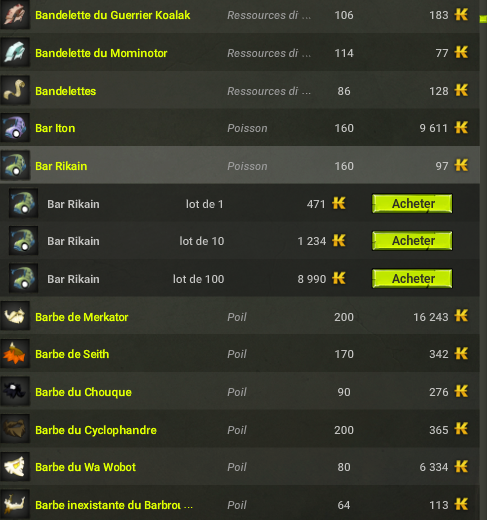 Bandelette du Guerrier Koalak Ressources di ... 106 183
Bandelette du Mominotor Ressources di ... 114 77
Bandelettes Ressources di ... 86 128
Bar Iton Poisson 160 9 611
Bar Rikain Poisson 160 97
Bar Rikain lot de 1 471 Acheter
Bar Rikain lot de 10 1 234 Acheter
Bar Rikain lot de 100 8 990 Acheter
Barbe de Merkator Poil 200 16 243
Barbe de Seith Poil 170 342
Barbe du Chouque Poil 90 276
Barbe du Cyclophandre Poil 200 365
Barbe du Wa Wobot Poil 80 6 334
Barbe inexistante du Barbrou ... Poil 64 113